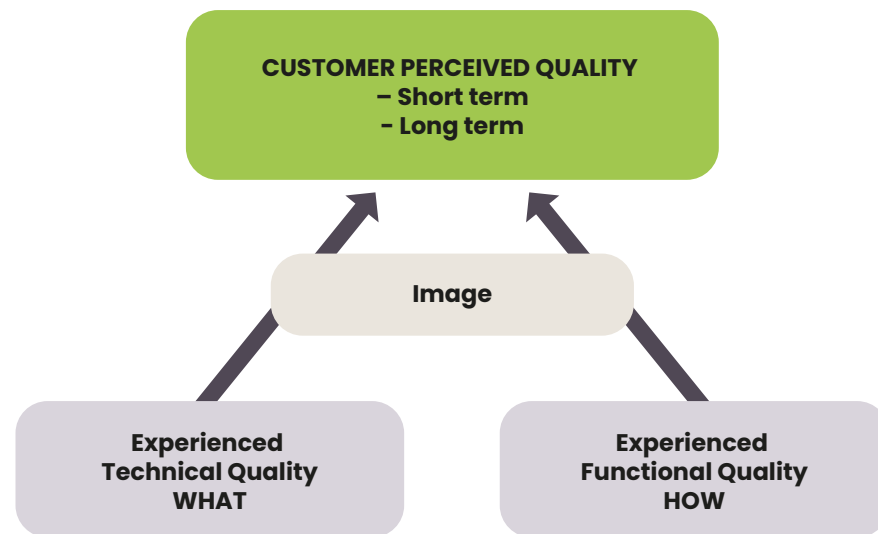 CUSTOMER PERCEIVED QUALITY
– Short term
- Long term
Image
Experienced
Technical Quality
WHAT
Experienced
Functional Quality
HOW